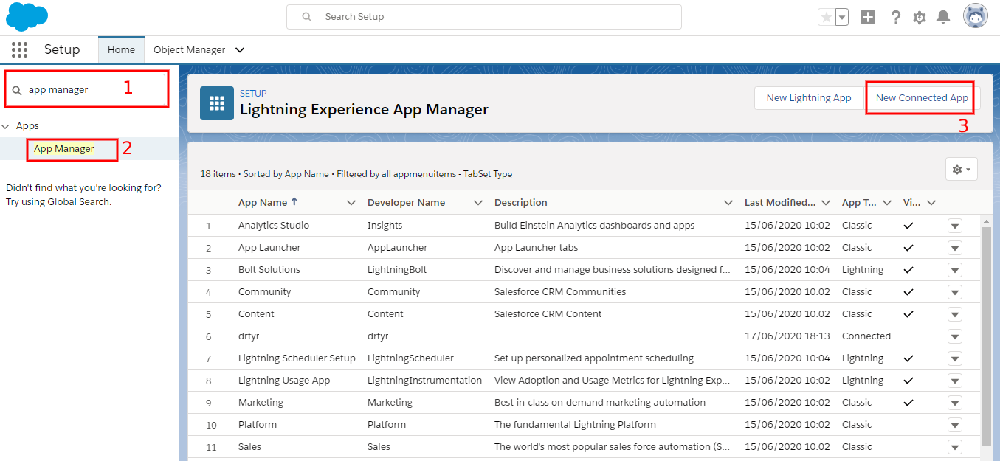 Search Setup
Setup
Home
Object Manager
app manager 1
Apps
App Manager 2
Didn't find what you're looking for?
Try using Global Search.
SETUP
Lightning Experience App Manager
New Lightning App
New Connected App
3
18 items • Sorted by App Name • Filtered by all appmenuitems - TabSet Type
App Name Developer Name Description Last Modified... App T... Vi...
1 Analytics Studio Insights Build Einstein Analytics dashboards and apps 15/06/2020 10:02 Classic
2 App Launcher AppLauncher App Launcher tabs 15/06/2020 10:02 Classic
3 Bolt Solutions LightningBolt Discover and manage business solutions designed f... 15/06/2020 10:04 Lightning
4 Community Community Salesforce CRM Communities 15/06/2020 10:02 Classic
5 Content Content Salesforce CRM Content 15/06/2020 10:02 Classic
6 drtyr drtyr 17/06/2020 18:13 Connected
7 Lightning Scheduler Setup LightningScheduler Set up personalized appointment scheduling. 15/06/2020 10:04 Lightning
8 Lightning Usage App LightningInstrumentation View Adoption and Usage Metrics for Lightning Exp... 15/06/2020 10:02 Lightning
9 Marketing Marketing Best-in-class on-demand marketing automation 15/06/2020 10:02 Classic
10 Platform Platform The fundamental Lightning Platform 15/06/2020 10:02 Classic
11 Sales Sales The world's most popular sales force automation (S... 15/06/2020 10:02 Classic